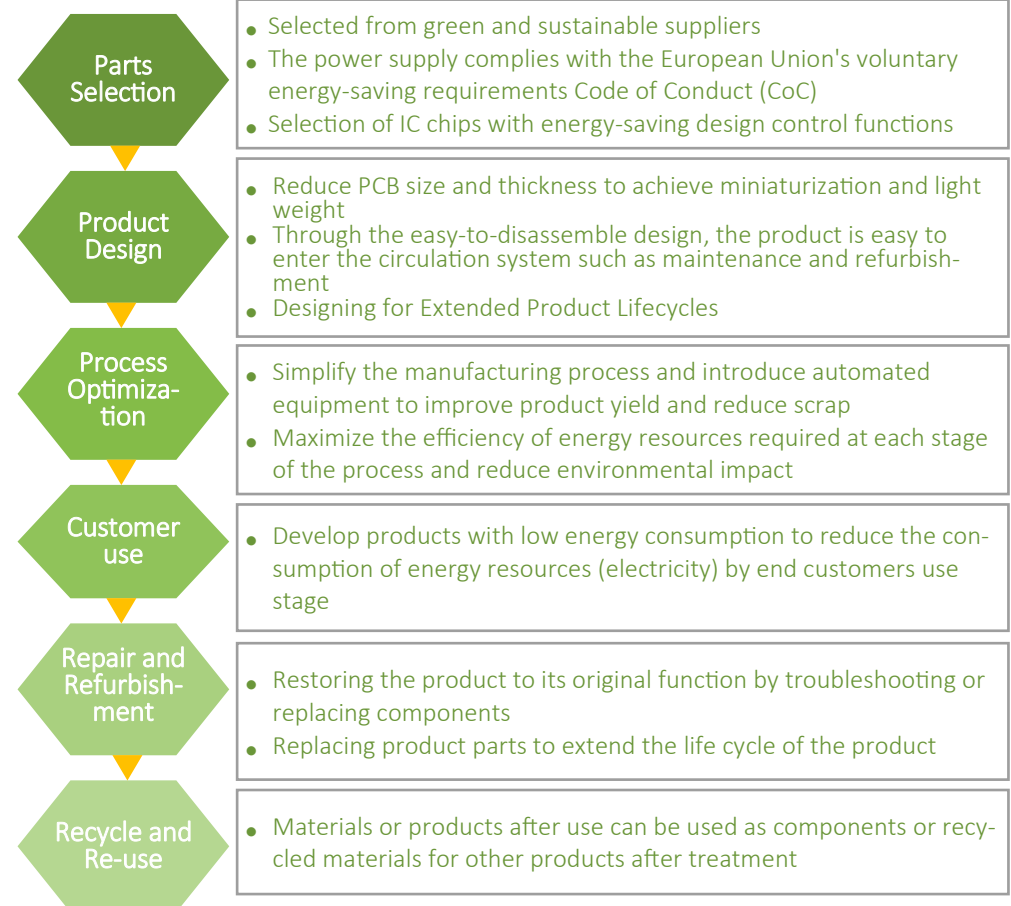 Parts
Selection
● Selected from green and sustainable suppliers
● The power supply complies with the European Union's voluntary
energy-saving requirements Code of Conduct (CoC)
● Selection of IC chips with energy-saving design control functions
Product
Design
● Reduce PCB size and thickness to achieve miniaturization and light
weight
● Through the easy-to-disassemble design, the product is easy to
enter the circulation system such as maintenance and refurbish-
ment
● Designing for Extended Product Lifecycles
Process
Optimiza-
tion
● Simplify the manufacturing process and introduce automated
equipment to improve product yield and reduce scrap
● Maximize the efficiency of energy resources required at each stage
of the process and reduce environmental impact
Customer
use
● Develop products with low energy consumption to reduce the con-
sumption of energy resources (electricity) by end customers use
stage
Repair and
Refurbish-
ment
● Restoring the product to its original function by troubleshooting or
replacing components
● Replacing product parts to extend the life cycle of the product
Recycle and
Re-use
● Materials or products after use can be used as components or recy-
cled materials for other products after treatment